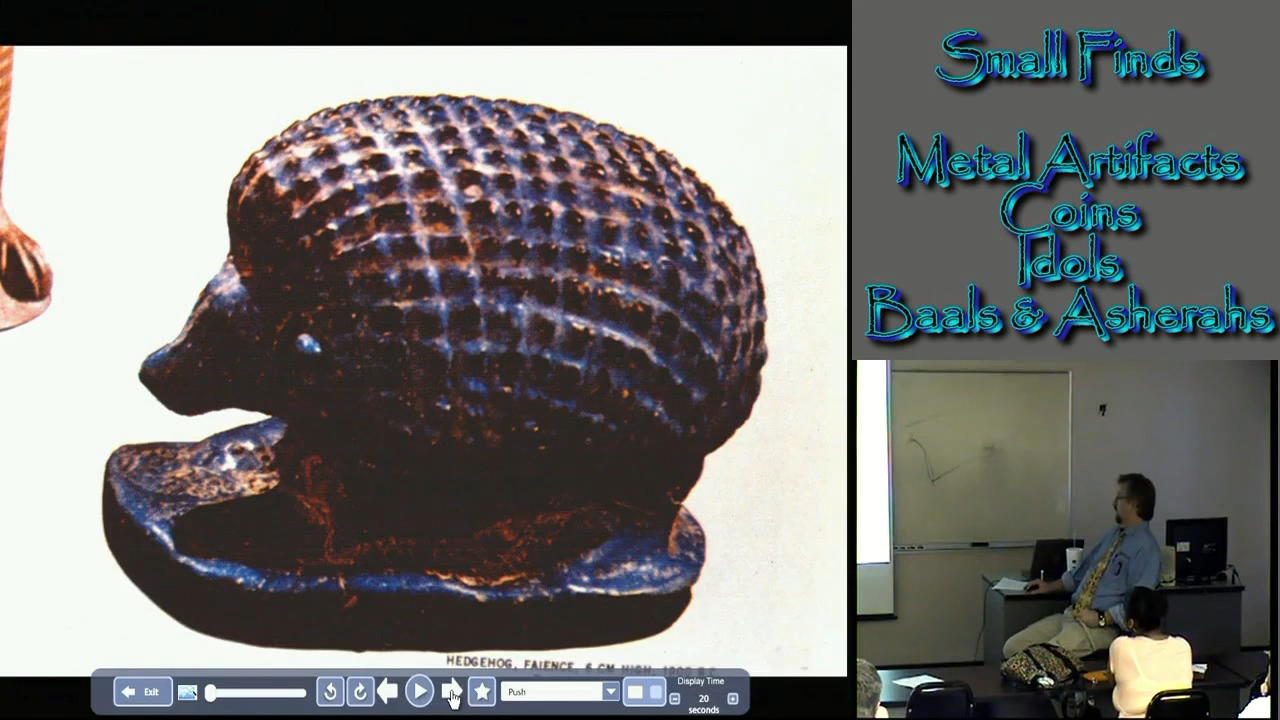 Small Finds
Metal Artifacts
Coins
Idols
Baals & Asherahs
HEDGEHOG, FAIENCE, 6 CM HIGH,
Exit
Push
Display Time
20
seconds